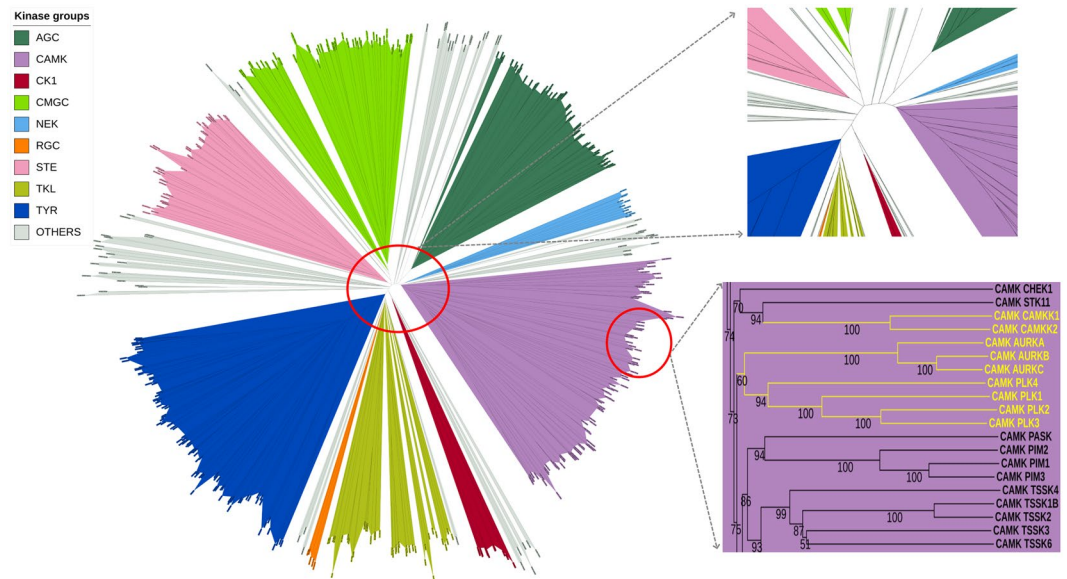 Kinase groups
AGC
CAMK
CK1
CMGC
NEK
RGC
STE
TKL
TYR
OTHERS
CAMK CHEK1
70
CAMK STK11
94
CAMK CAMKK1
100
CAMK CAMKK2
74
CAMK AURKA
100
CAMK AURKB
100
CAMK AURKC
60
CAMK PLK4
94
CAMK PLK1
100
CAMK PLK2
100
CAMK PLK3
73
CAMK PASK
94
CAMK PIM2
100
CAMK PIM1
100
CAMK PIM3
86
CAMK TSSK4
99
CAMK TSSK1B
100
CAMK TSSK2
75
87
CAMK TSSK3
93
51
CAMK TSSK6